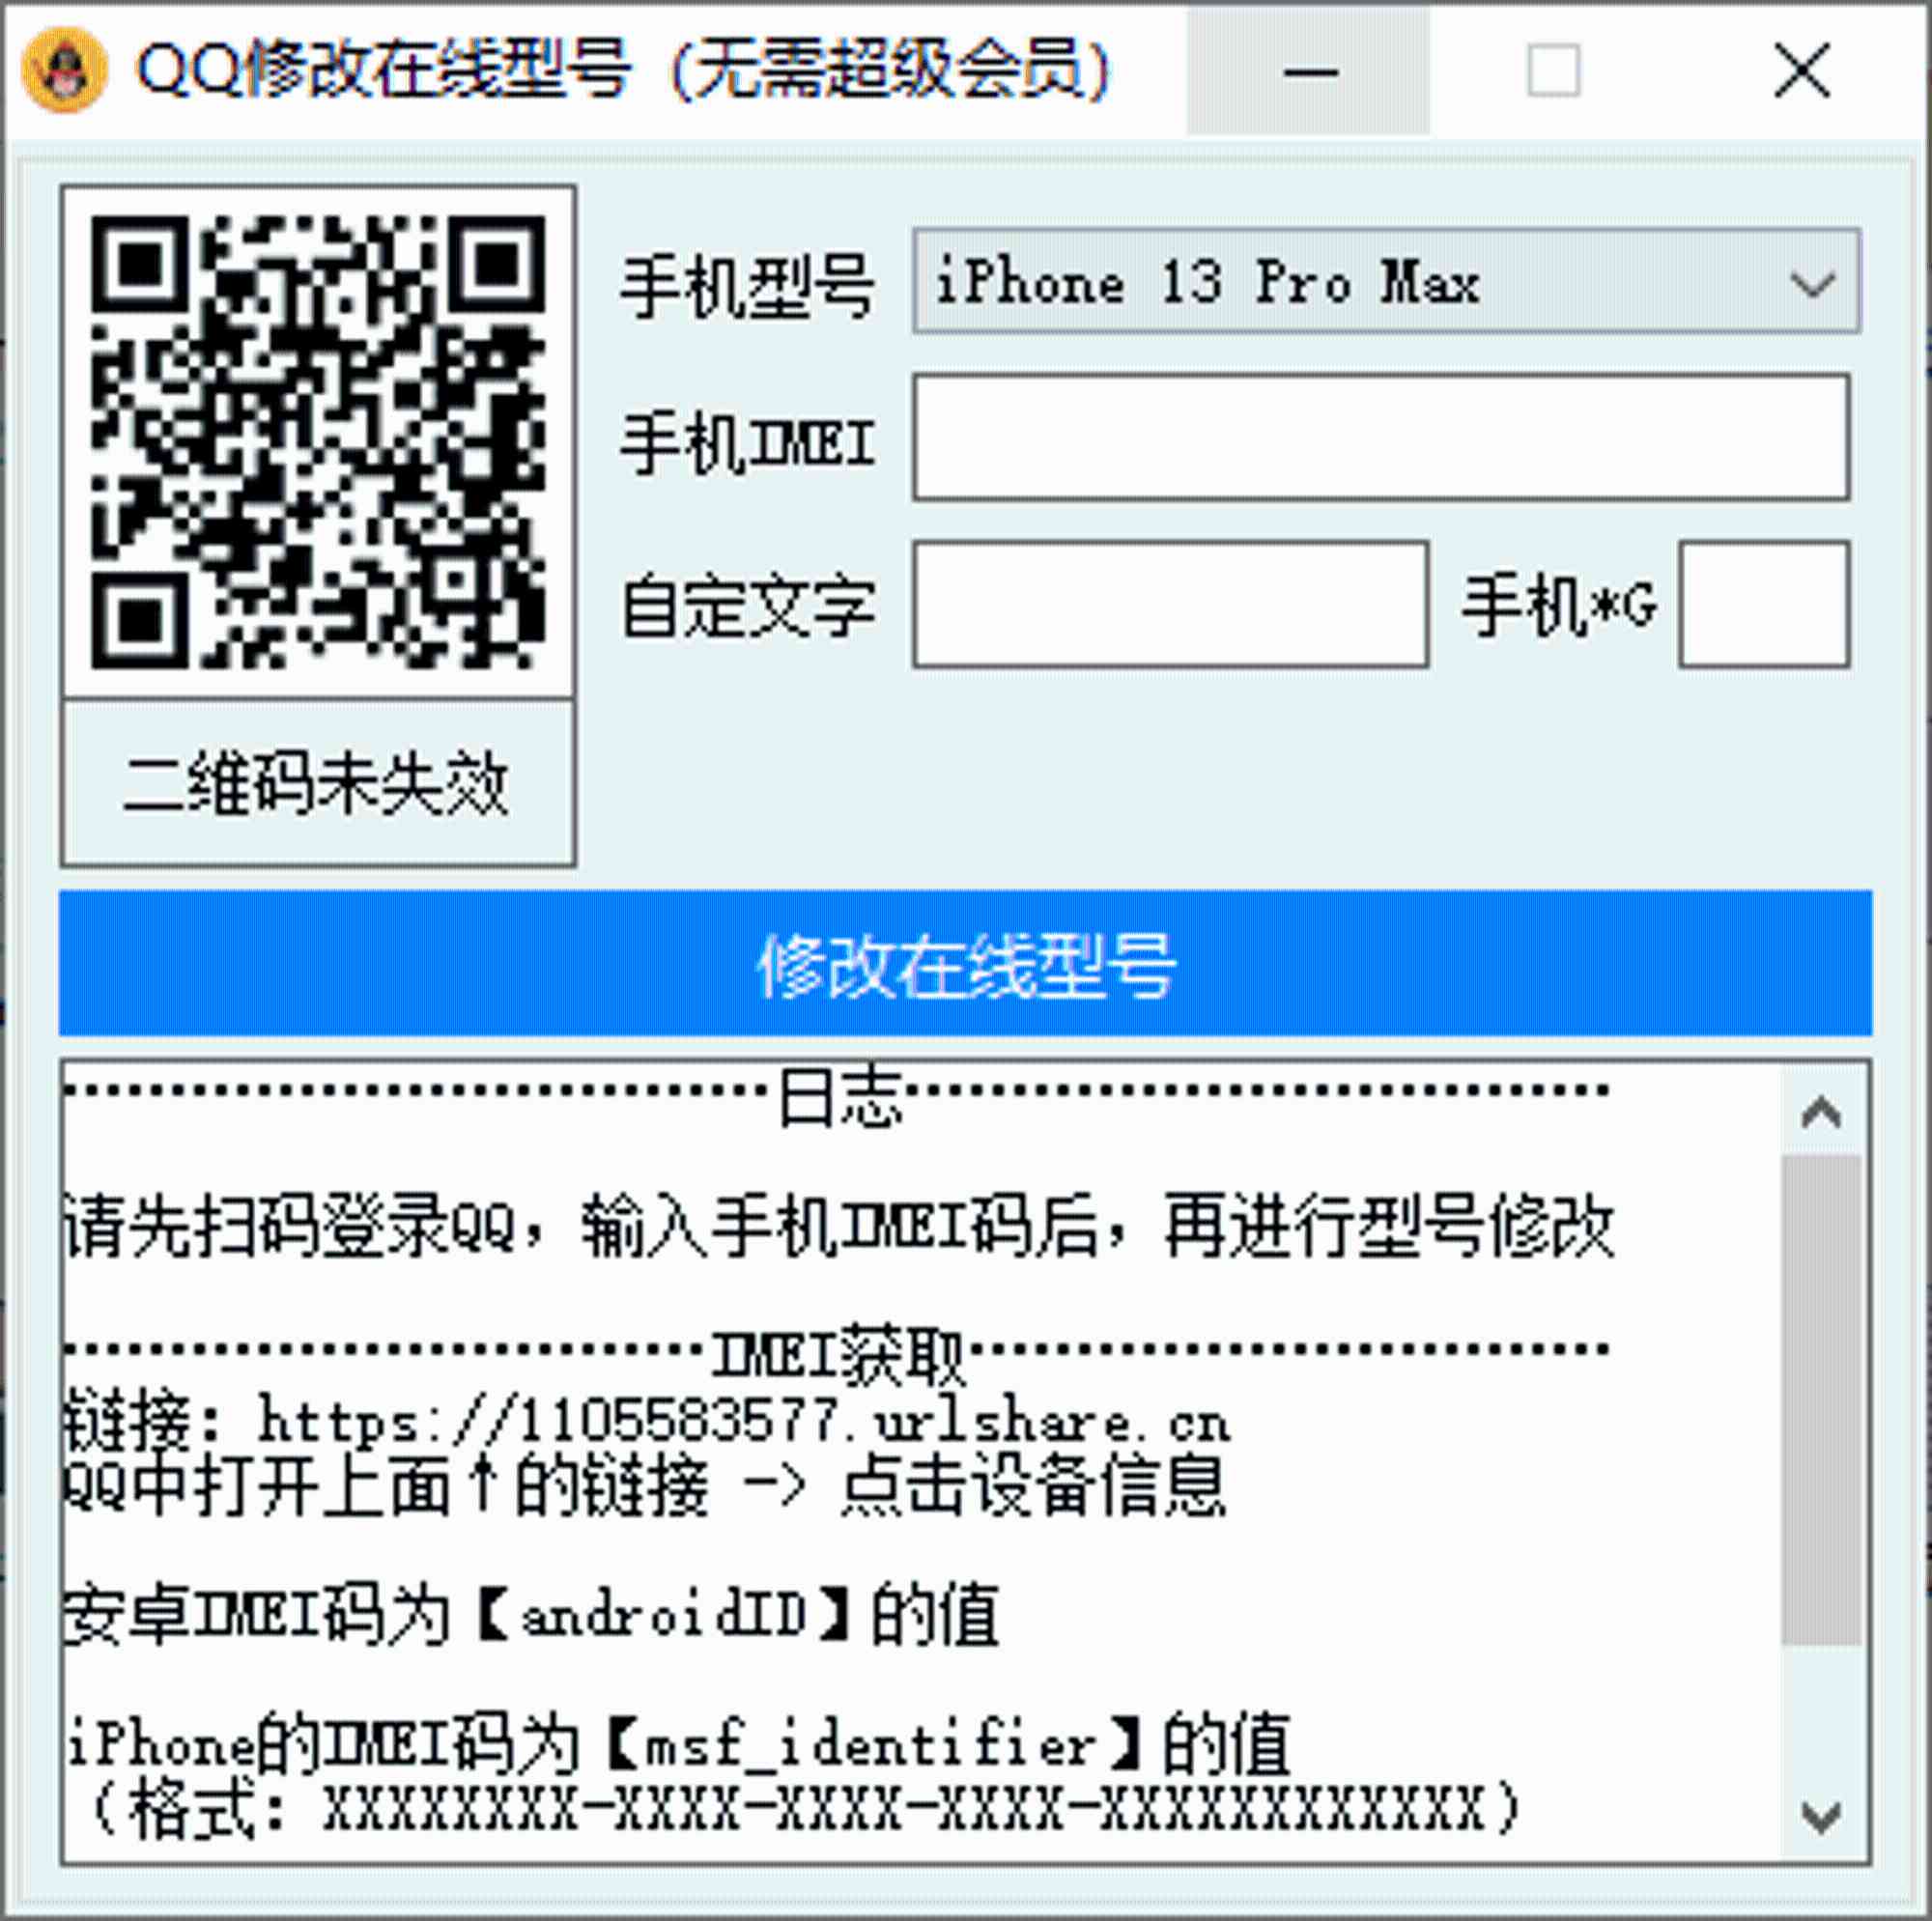 QQ修改在线型号（无需超级会员）
手机型号
iPhone 13 Pro Max
手机IMEI
自定文字
手机*G
二维码未失效
修改在线型号
┈┈┈┈┈┈┈┈┈┈┈日志┈┈┈┈┈┈┈┈┈┈┈
请先扫码登录QQ，输入手机IMEI码后，再进行型号修改
┈┈┈┈┈┈┈┈┈┈IMEI获取┈┈┈┈┈┈┈┈┈┈
链接：https://1105583577.urlshare.cn
QQ中打开上面↑的链接 -> 点击设备信息
安卓IMEI码为【androidID】的值
iPhone的IMEI码为【msf_identifier】的值
（格式：XXXXXXXX-XXXX-XXXX-XXXX-XXXXXXXXXXXX）